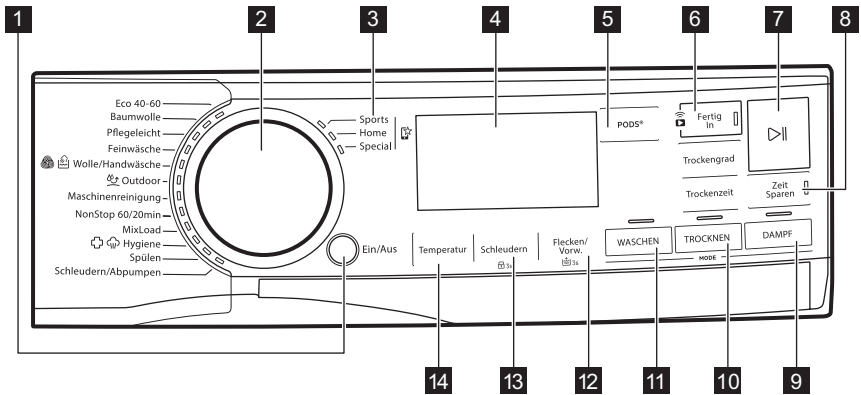 1
2
3
4
5
6
7
8
Eco 40-60
Baumwolle
Pflegeleicht
Feinwäsche
Wolle/Handwäsche
Outdoor
Maschinenreinigung
NonStop 60/20min
MixLoad
Hygiene
Spülen
Schleudern/Abpumpen
Sports
Home
Special
Ein/Aus
Temperatur
Schleudern
3s
Flecken/
Vorw.
3s
PODS®
Fertig
In
Trockengrad
Trockenzeit
Zeit
Sparen
WASCHEN
TROCKNEN
DAMPF
MODE
14
13
12
11
10
9